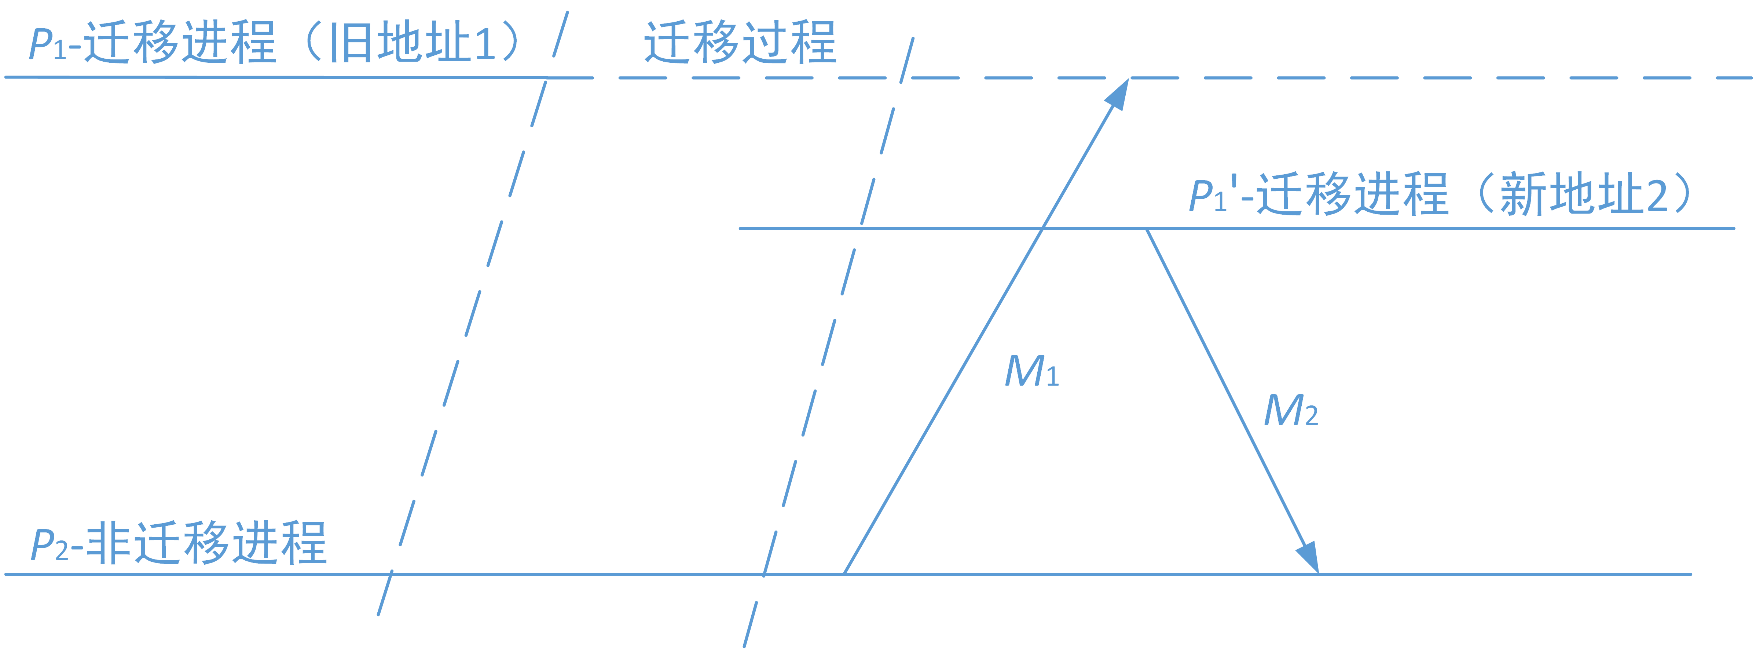 P1-迁移进程（旧地址1）
迁移过程
P1'-迁移进程（新地址2）
M1
M2
P2-非迁移进程